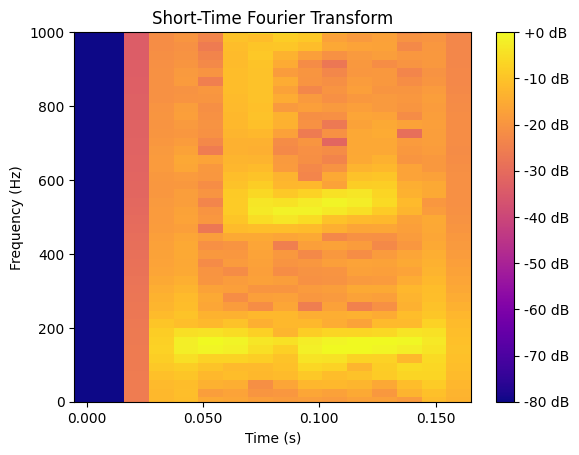 Short-Time Fourier Transform
1000
800
600
400
200
0
Frequency (Hz)
0.000
0.050
0.100
0.150
Time (s)
+0 dB
-10 dB
-20 dB
-30 dB
-40 dB
-50 dB
-60 dB
-70 dB
-80 dB